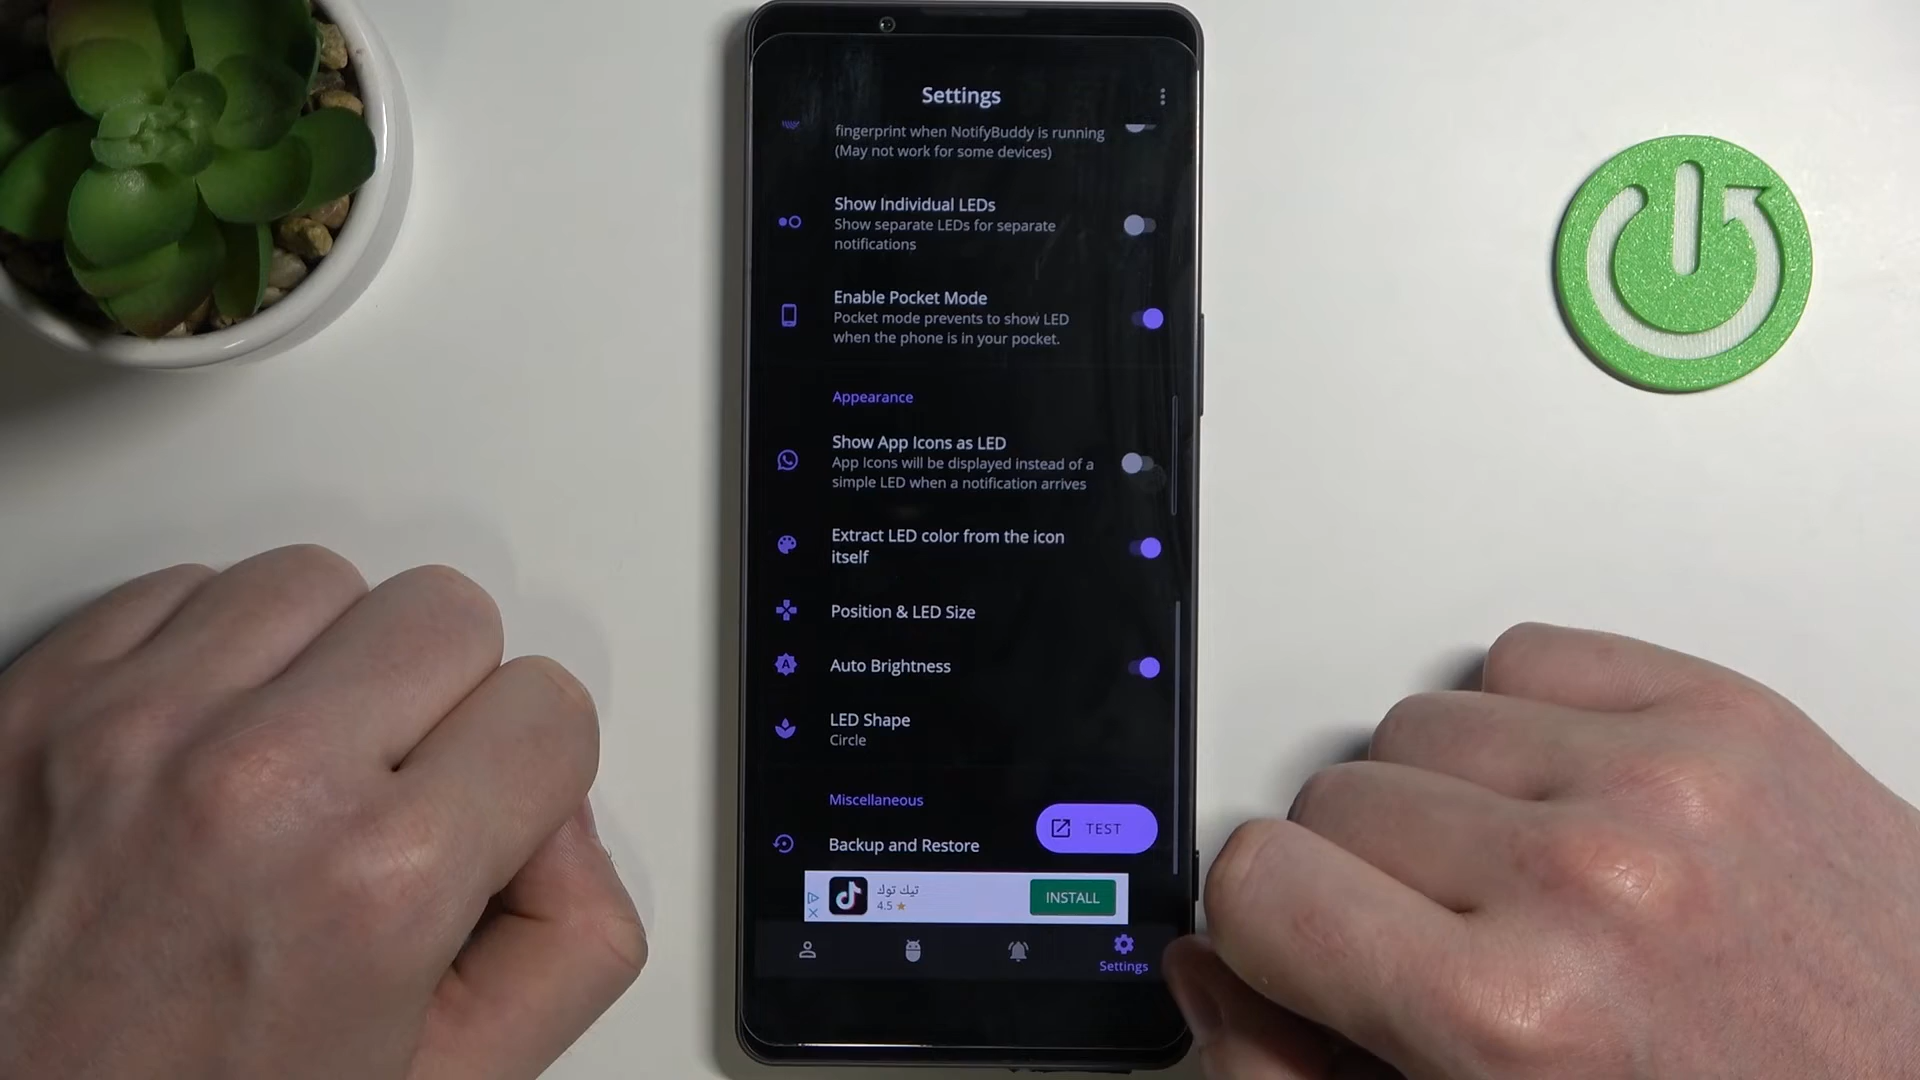 Settings
fingerprint when NotifyBuddy is running
(May not work for some devices)
Show Individual LEDs
Show separate LEDs for separate
notifications
Enable Pocket Mode
Pocket mode prevents to show LED
when the phone is in your pocket.
Appearance
Show App Icons as LED
App Icons will be displayed instead of a
simple LED when a notification arrives
Extract LED color from the icon
itself
Position & LED Size
Auto Brightness
LED Shape
Circle
Miscellaneous
TEST
Backup and Restore
تيك توك
4.5 ★
INSTALL
Settings